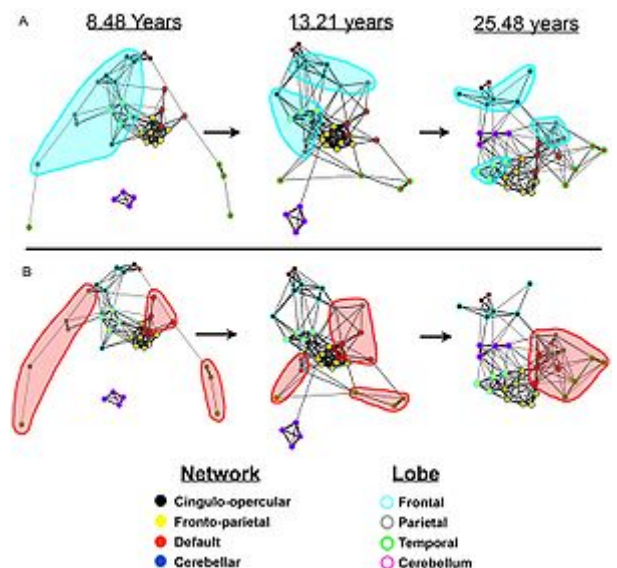 A
8.48 Years 13.21 years 25.48 years
B
Network Lobe
Cingulo-opercular Frontal
Fronto-parietal Parietal
Default Temporal
Cerebellar Cerebellum